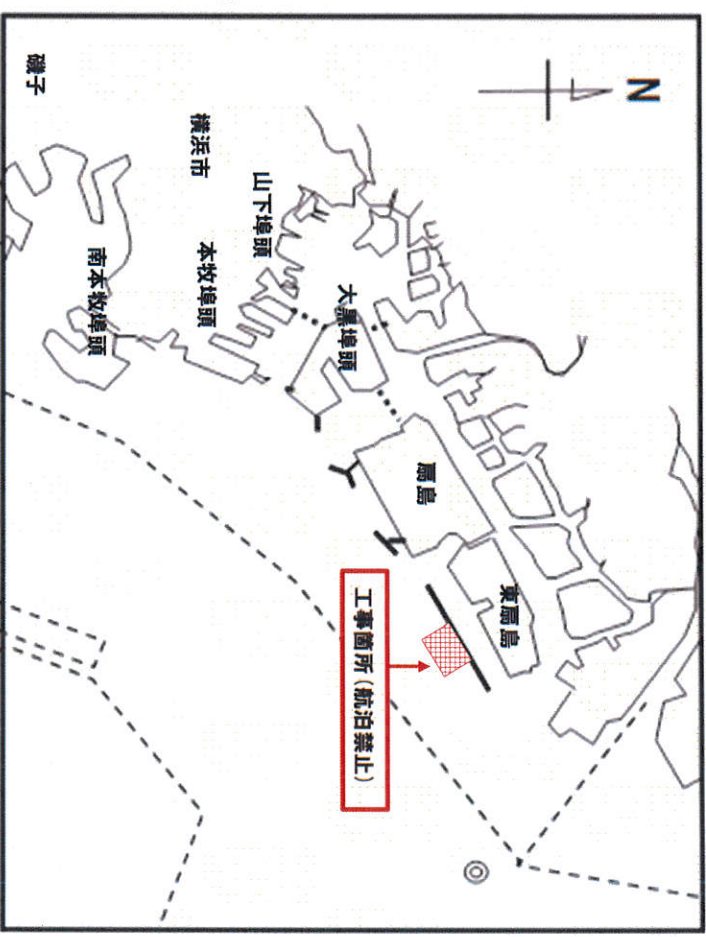 N
磯子
横浜市
山下埠頭
本牧埠頭
南本牧埠頭
大黒埠頭
扇島
東扇島
工事箇所(航泊禁止)